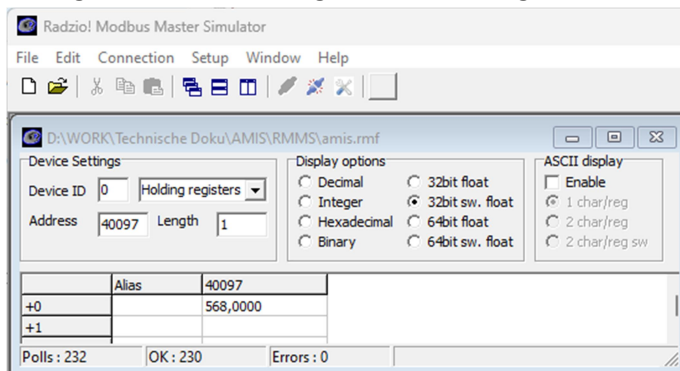 Radzio! Modbus Master Simulator
File Edit Connection Setup Window Help
D:\WORK\Technische Doku\AMIS\RMMS\amis.rmf
Device Settings Display options ASCII display
Device ID 0 Holding registers Decimal 32bit float Enable
Integer 32bit sw. float 1 char/reg
Address 40097 Length 1 Hexadecimal 64bit float 2 char/reg
Binary 64bit sw. float 2 char/reg sw
Alias 40097
+0 568,0000
+1
Polls : 232 OK : 230 Errors : 0